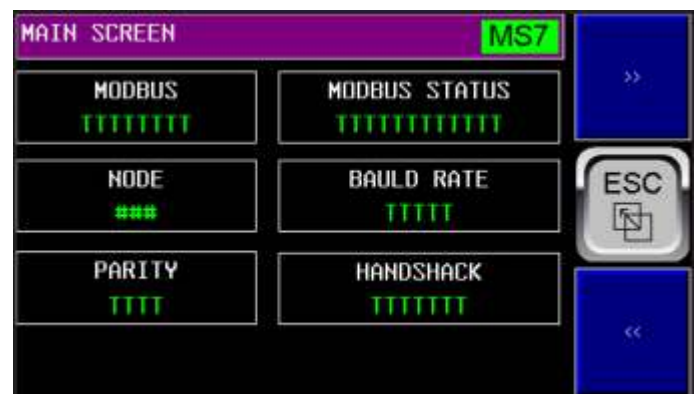 MAIN SCREEN MS7
>>
MODBUS
TTTTTTTT
MODBUS STATUS
TTTTTTTTTTTT
NODE
###
BAULD RATE
TTTTT
ESC
PARITY
TTTT
HANDSHACK
TTTTTTT
<<